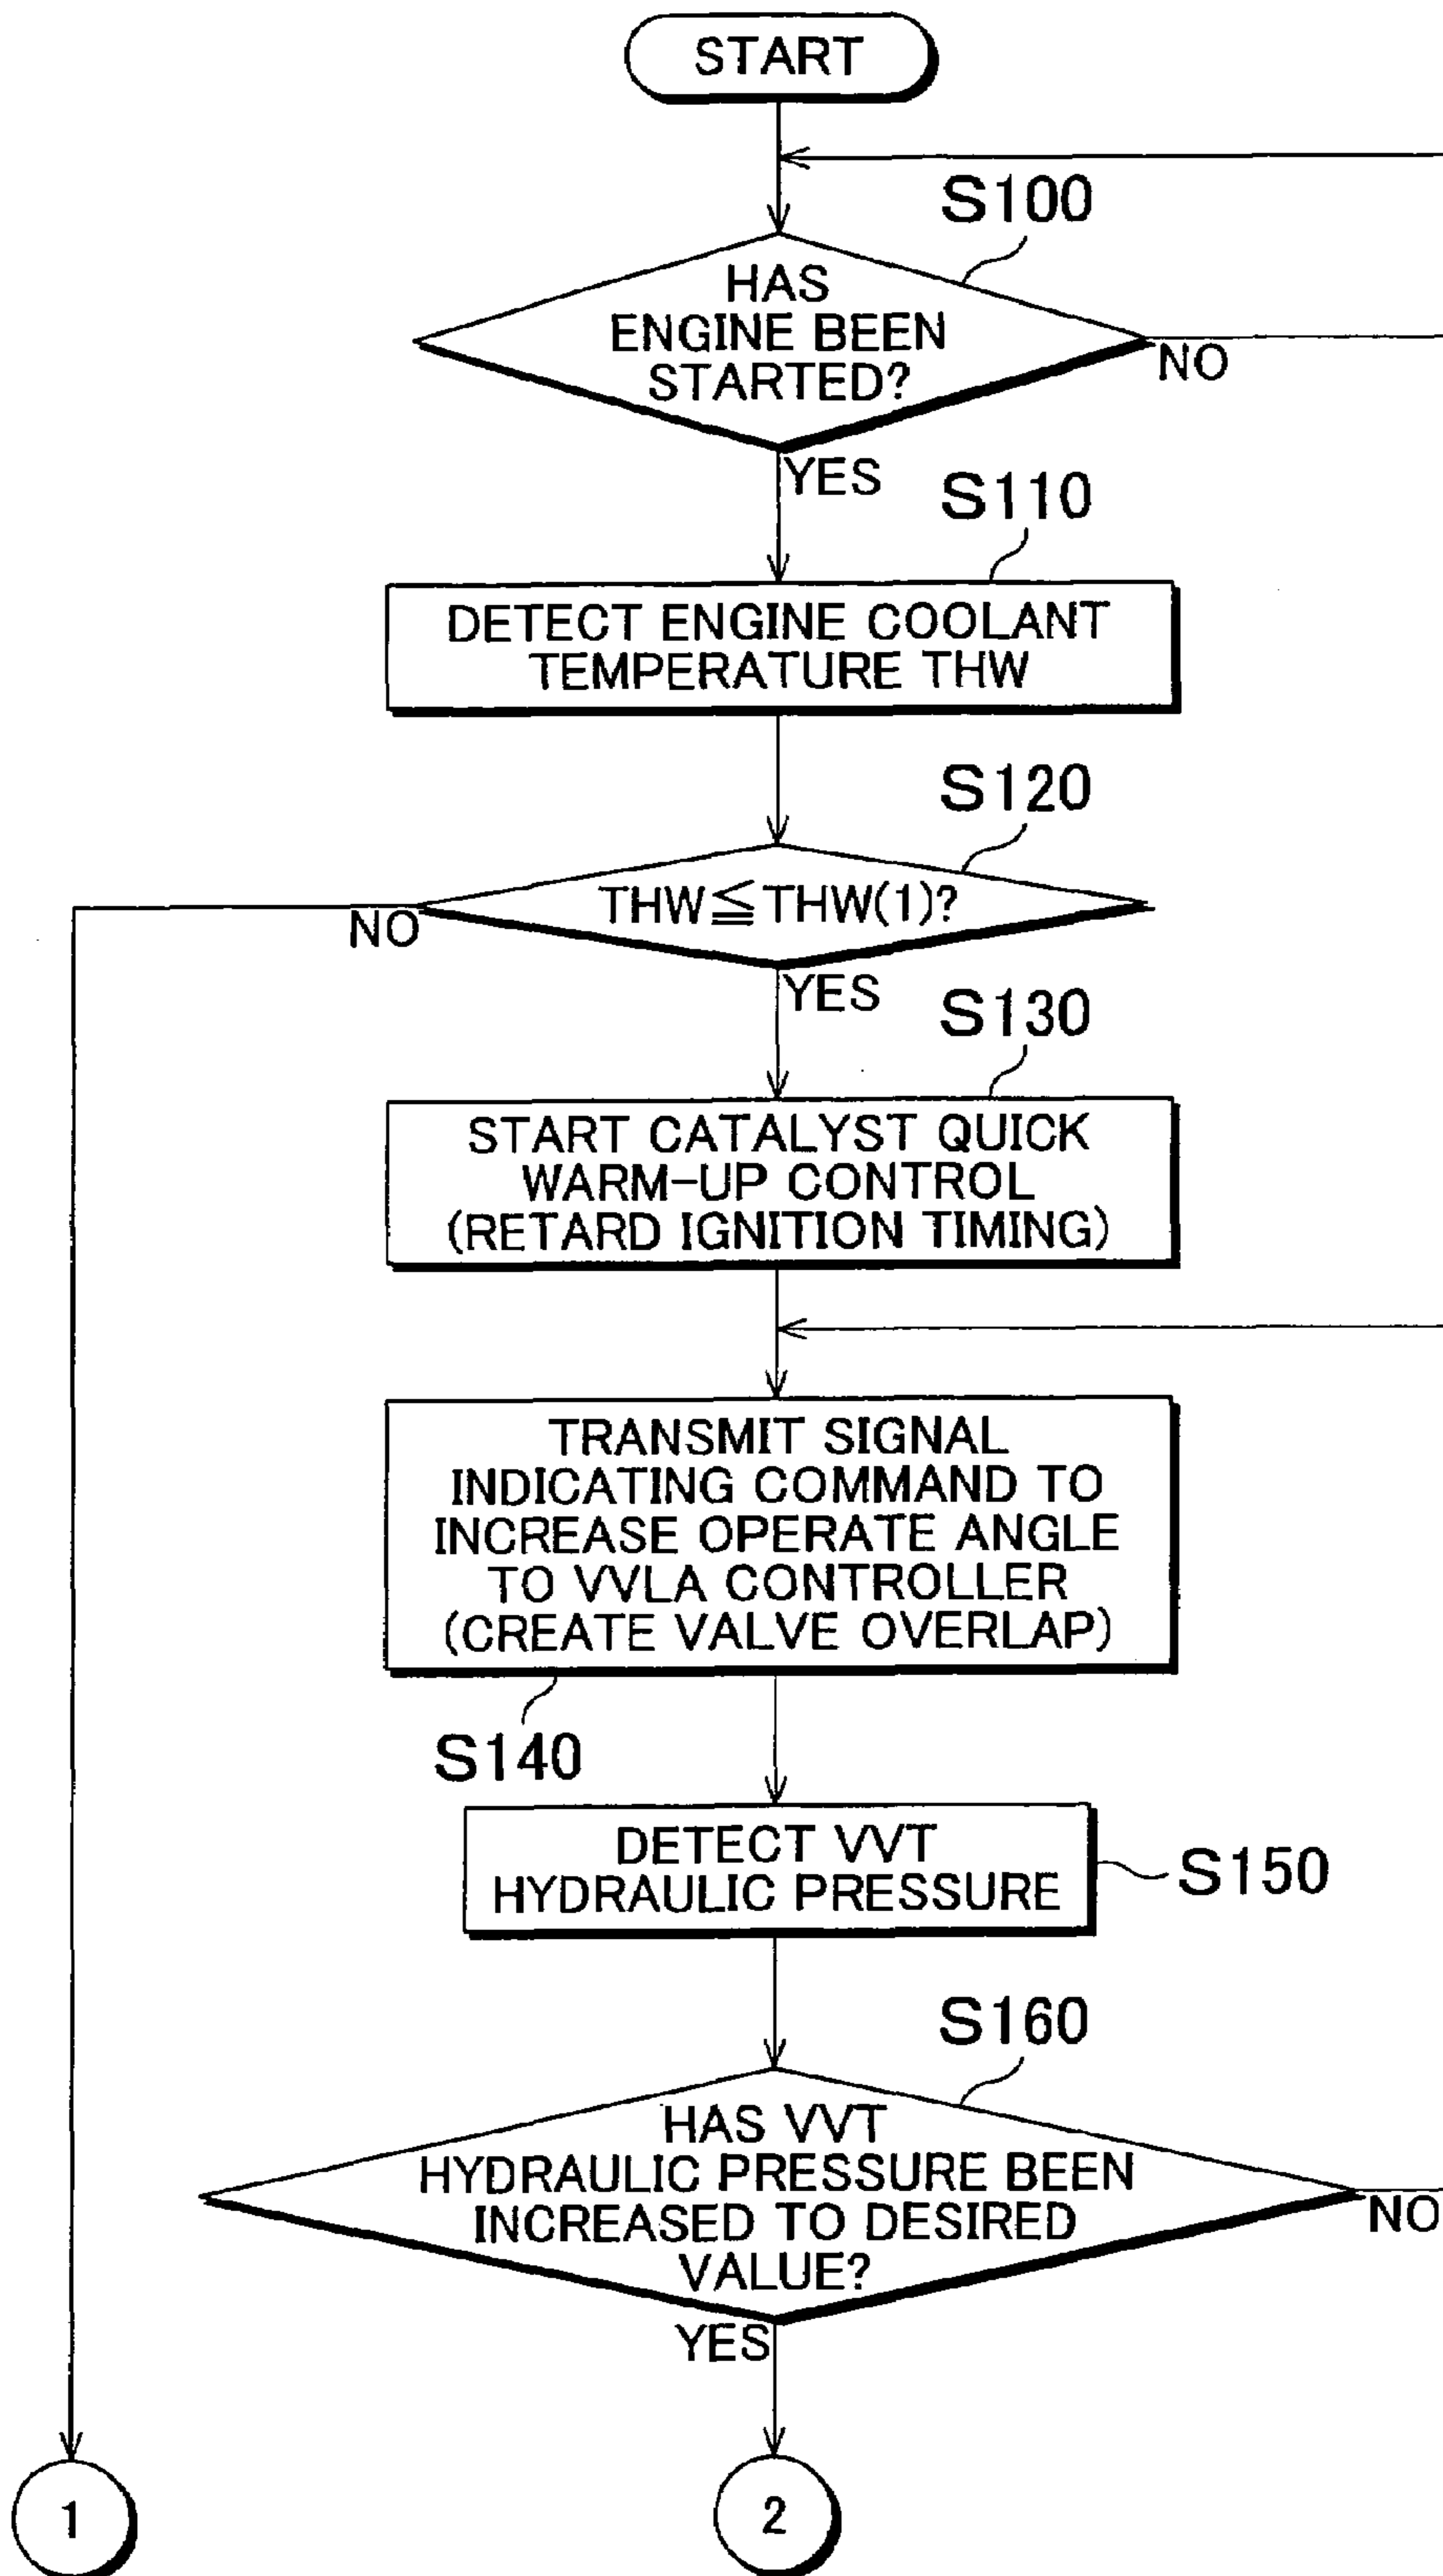 START
S100
HAS
ENGINE BEEN
STARTED?
NO
YES
S110
DETECT ENGINE COOLANT
TEMPERATURE THW
S120
THW≦THW(1)?
NO
YES
S130
START CATALYST QUICK
WARM-UP CONTROL
(RETARD IGNITION TIMING)
TRANSMIT SIGNAL
INDICATING COMMAND TO
INCREASE OPERATE ANGLE
TO VVLA CONTROLLER
(CREATE VALVE OVERLAP)
S140
DETECT VVT
HYDRAULIC PRESSURE
S150
S160
HAS VVT
HYDRAULIC PRESSURE BEEN
INCREASED TO DESIRED
VALUE?
NO
YES
1
2